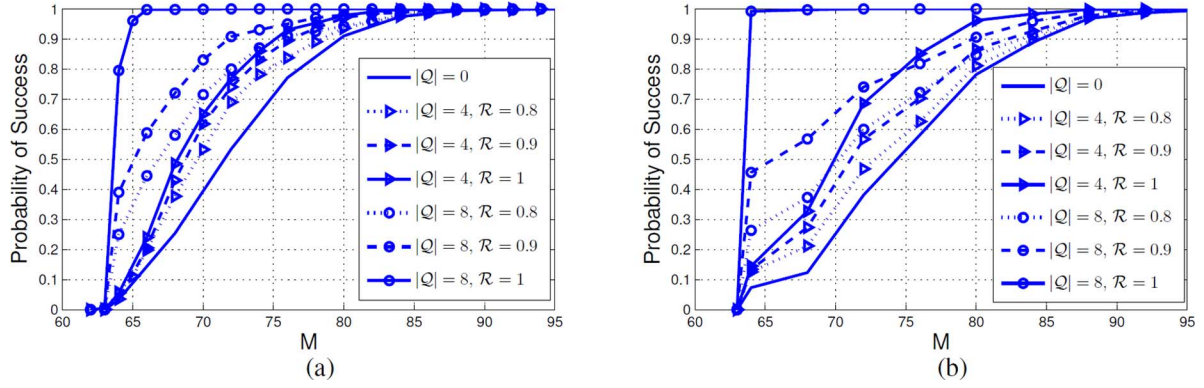 Probability of Success
1
0.9
0.8
0.7
0.6
0.5
0.4
0.3
0.2
0.1
0
60 65 70 75 80 85 90 95
M
|𝒬| = 0
|𝒬| = 4, ℛ = 0.8
|𝒬| = 4, ℛ = 0.9
|𝒬| = 4, ℛ = 1
|𝒬| = 8, ℛ = 0.8
|𝒬| = 8, ℛ = 0.9
|𝒬| = 8, ℛ = 1
(a)
Probability of Success
1
0.9
0.8
0.7
0.6
0.5
0.4
0.3
0.2
0.1
0
60 65 70 75 80 85 90 95
M
|𝒬| = 0
|𝒬| = 4, ℛ = 0.8
|𝒬| = 4, ℛ = 0.9
|𝒬| = 4, ℛ = 1
|𝒬| = 8, ℛ = 0.8
|𝒬| = 8, ℛ = 0.9
|𝒬| = 8, ℛ = 1
(b)